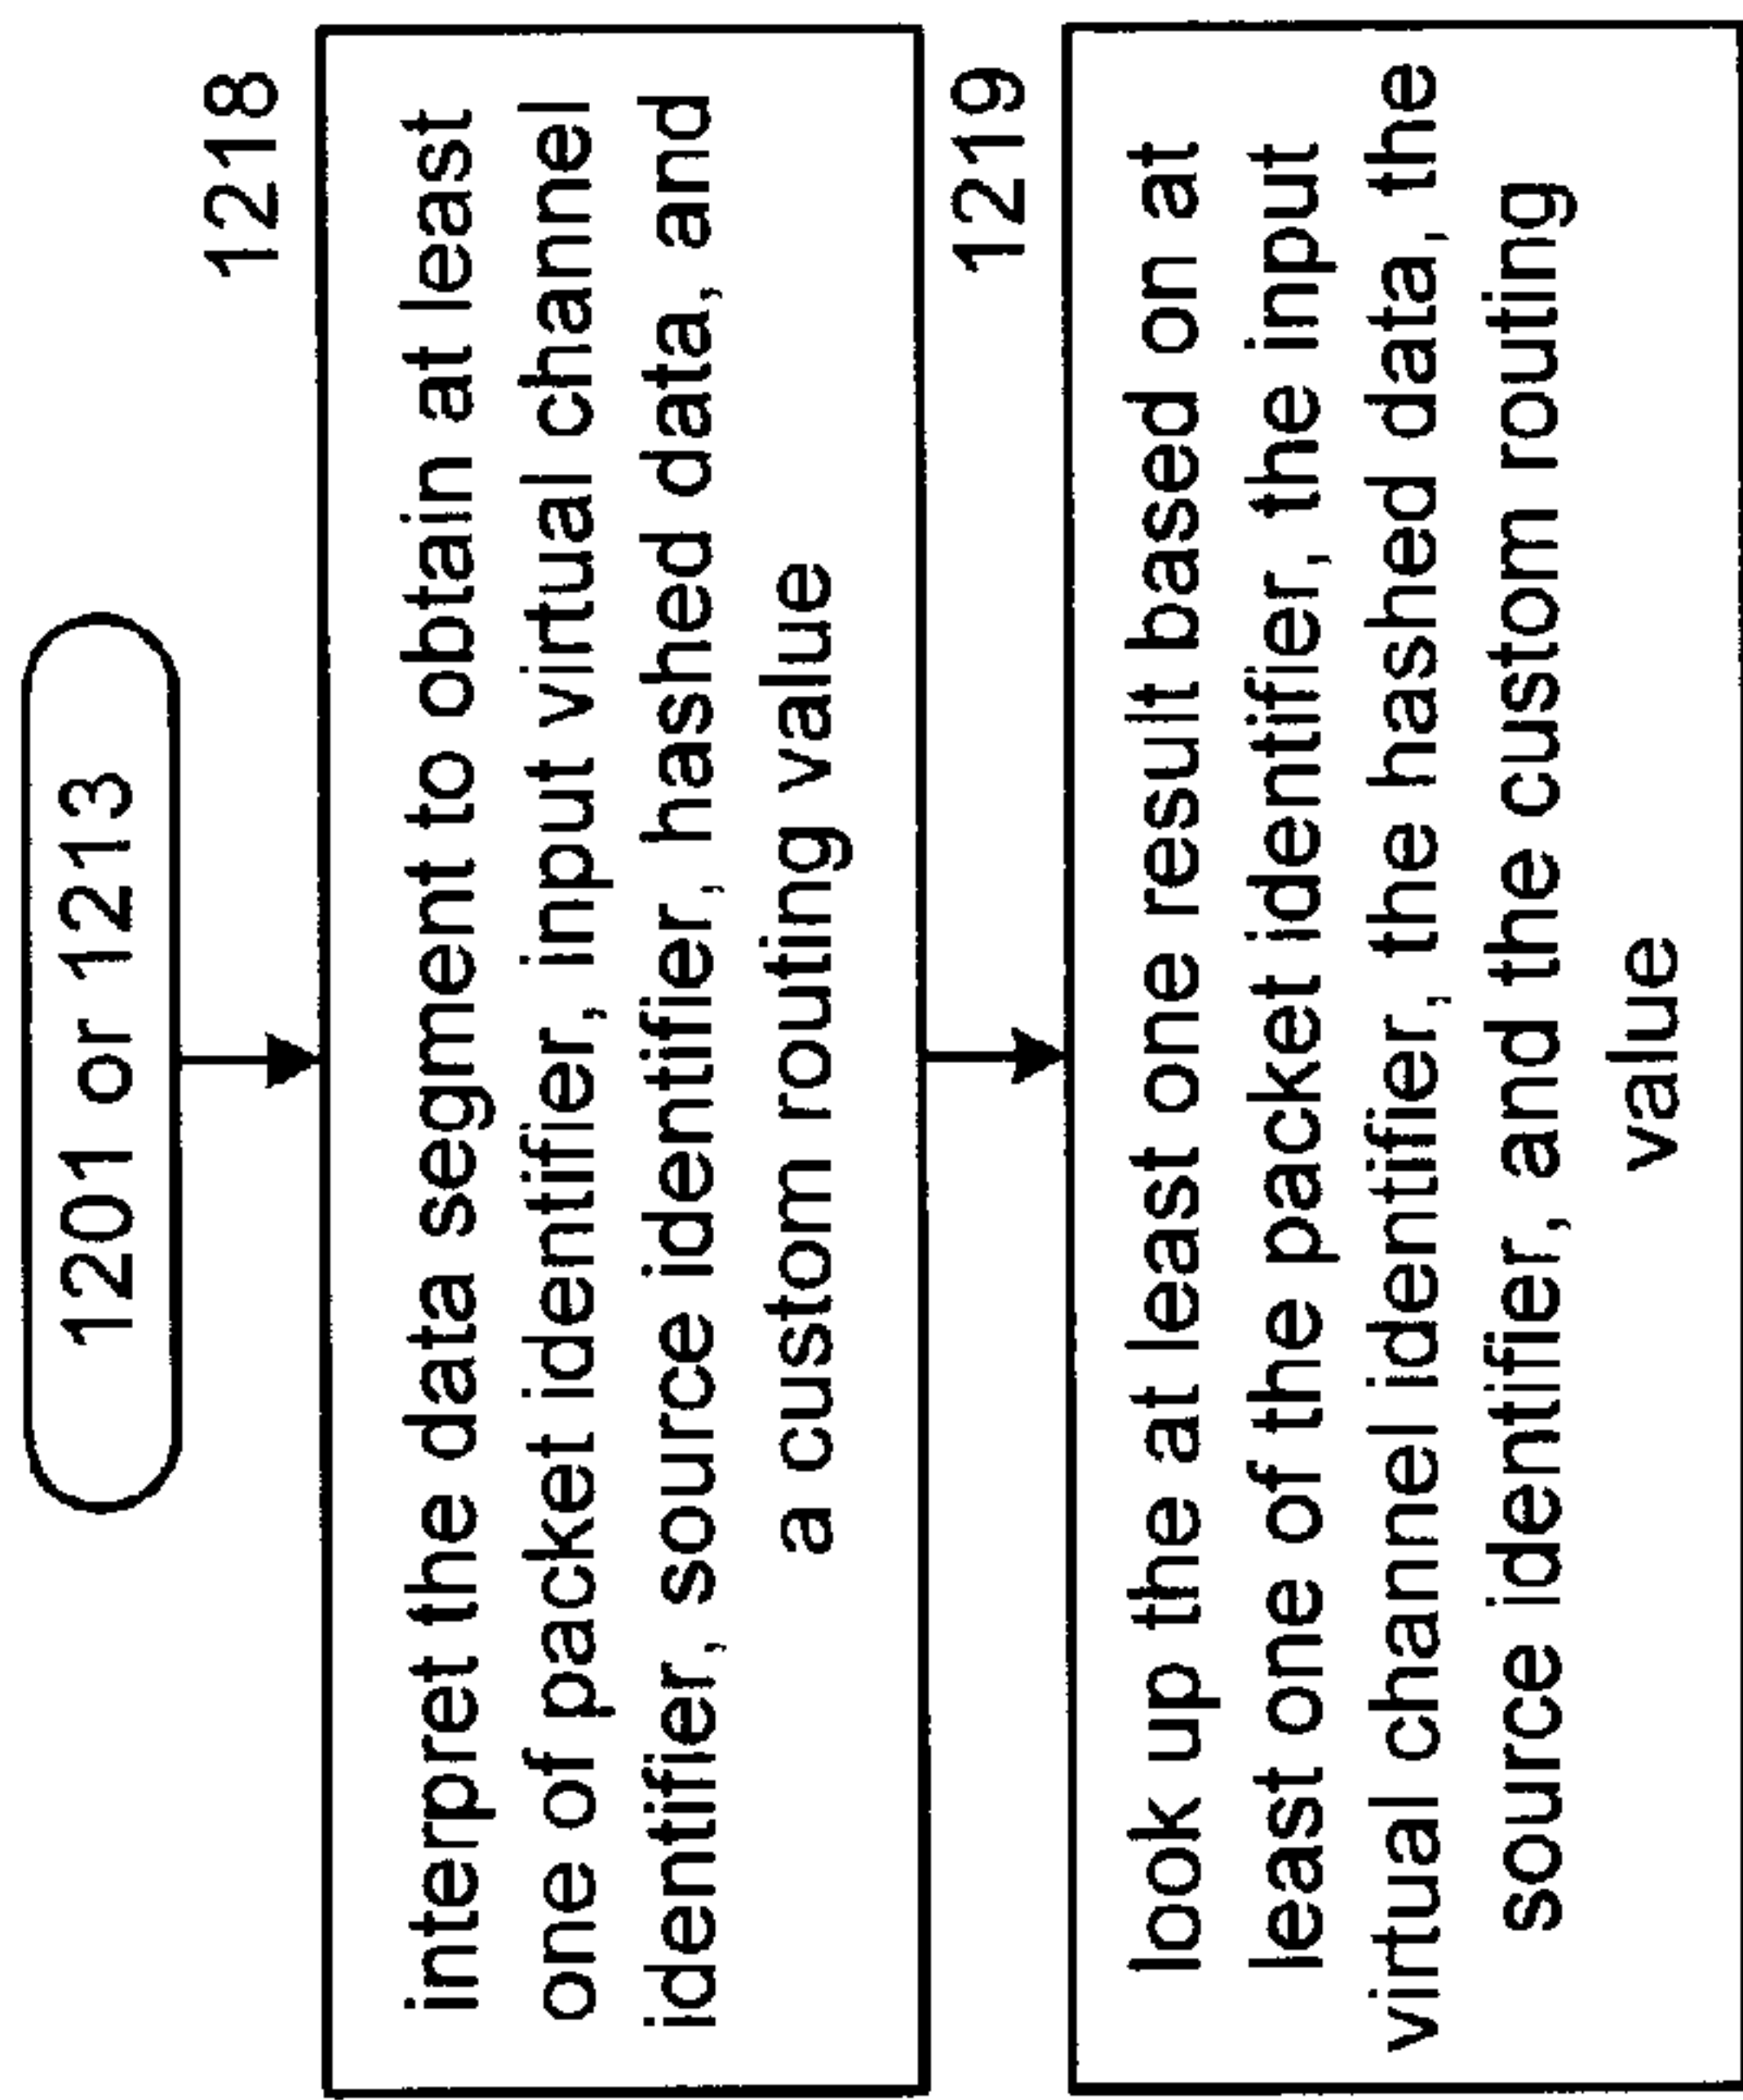 1201 or 1213
1218
interpret the data segment to obtain at least
one of packet identifier, input virtual channel
identifier, source identifier, hashed data, and
a custom routing value
1219
look up the at least one result based on at
least one of the packet identifier, the input
virtual channel identifier, the hashed data, the
source identifier, and the custom routing
value